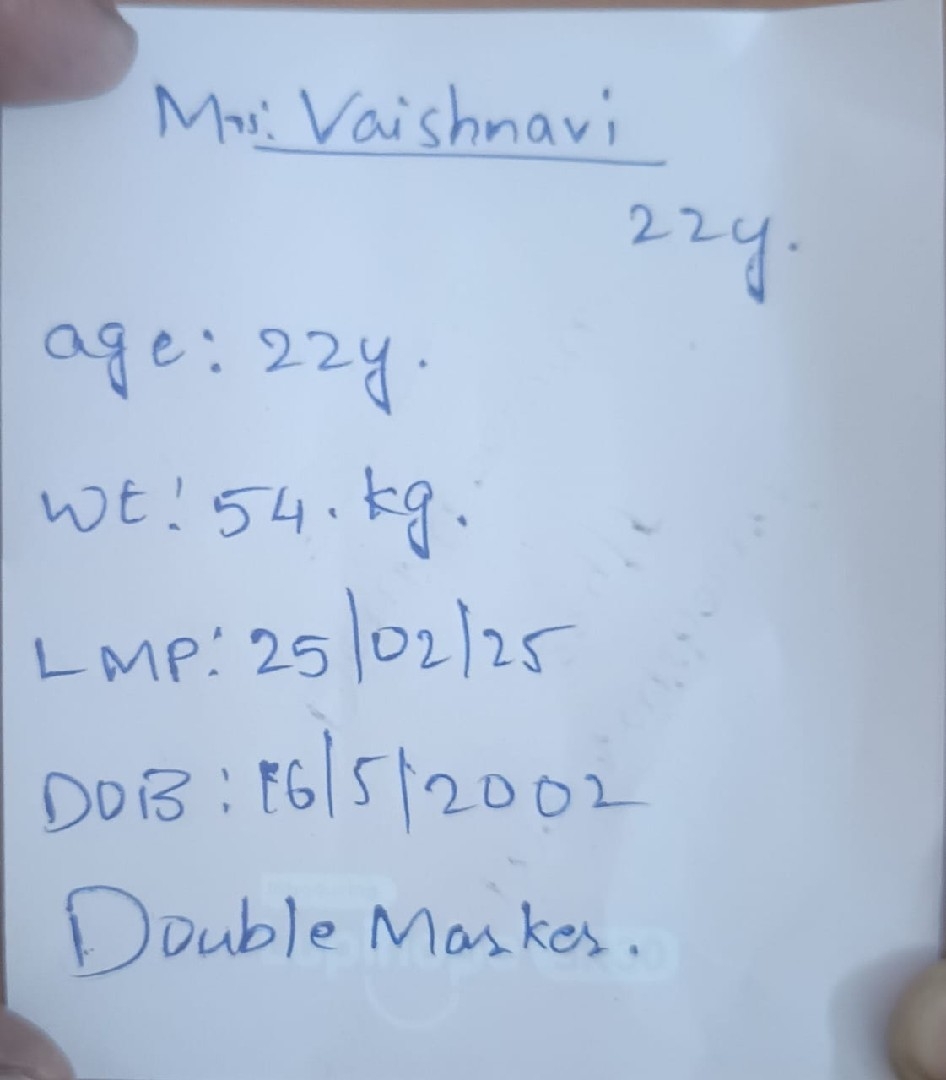 Mrs: Vaishnavi
22y.
age: 22y.
wt: 54. kg.
LMP: 25/02/25
DOB: 16/5/2002
Double Marker.